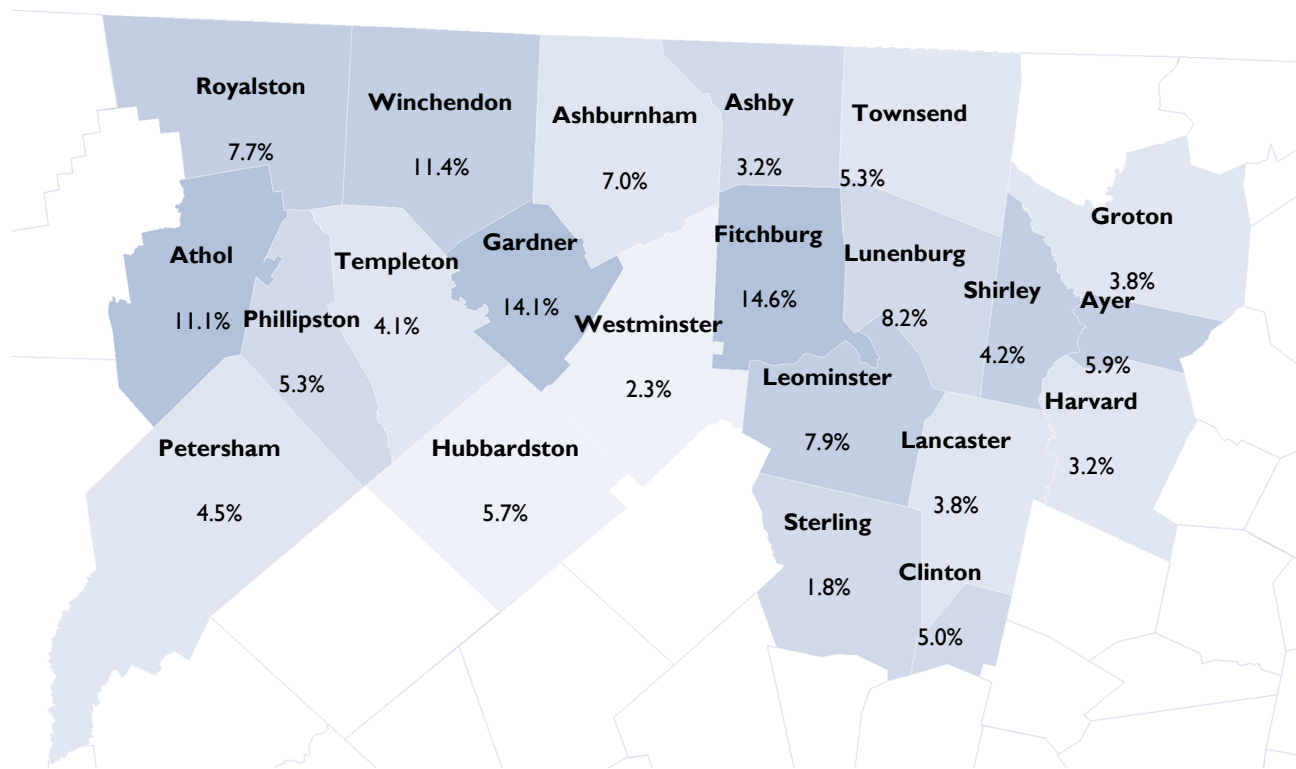 Royalston
7.7%
Winchendon
11.4%
Ashburnham
7.0%
Ashby
3.2%
Townsend
5.3%
Groton
3.8%
Athol
11.1%
Phillipston
5.3%
Templeton
4.1%
Gardner
14.1%
Westminster
2.3%
Fitchburg
14.6%
Lunenburg
8.2%
Shirley
4.2%
Ayer
5.9%
Harvard
3.2%
Leominster
7.9%
Lancaster
3.8%
Petersham
4.5%
Hubbardston
5.7%
Sterling
1.8%
Clinton
5.0%